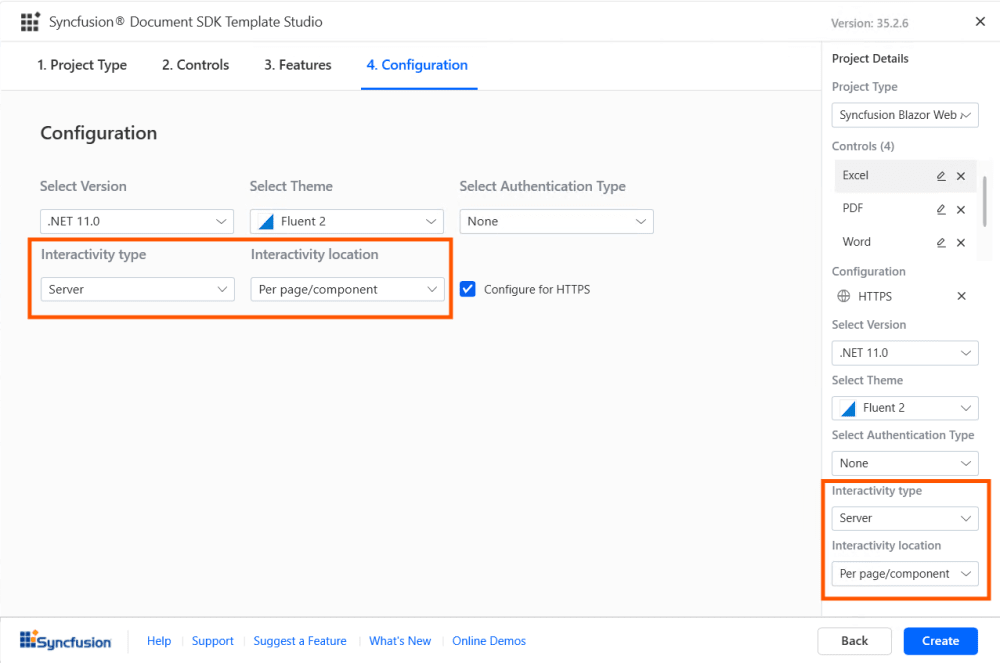 Syncfusion® Document SDK Template Studio
Version: 35.2.6
1. Project Type
2. Controls
3. Features
4. Configuration
Configuration
Select Version
Select Theme
Select Authentication Type
.NET 11.0
Fluent 2
None
Interactivity type
Interactivity location
Server
Per page/component
Configure for HTTPS
Project Details
Project Type
Syncfusion Blazor Web
Controls (4)
Excel
PDF
Word
Configuration
HTTPS
Select Version
.NET 11.0
Select Theme
Fluent 2
Select Authentication Type
None
Interactivity type
Server
Interactivity location
Per page/component
Syncfusion
Help
Support
Suggest a Feature
What's New
Online Demos
Back
Create